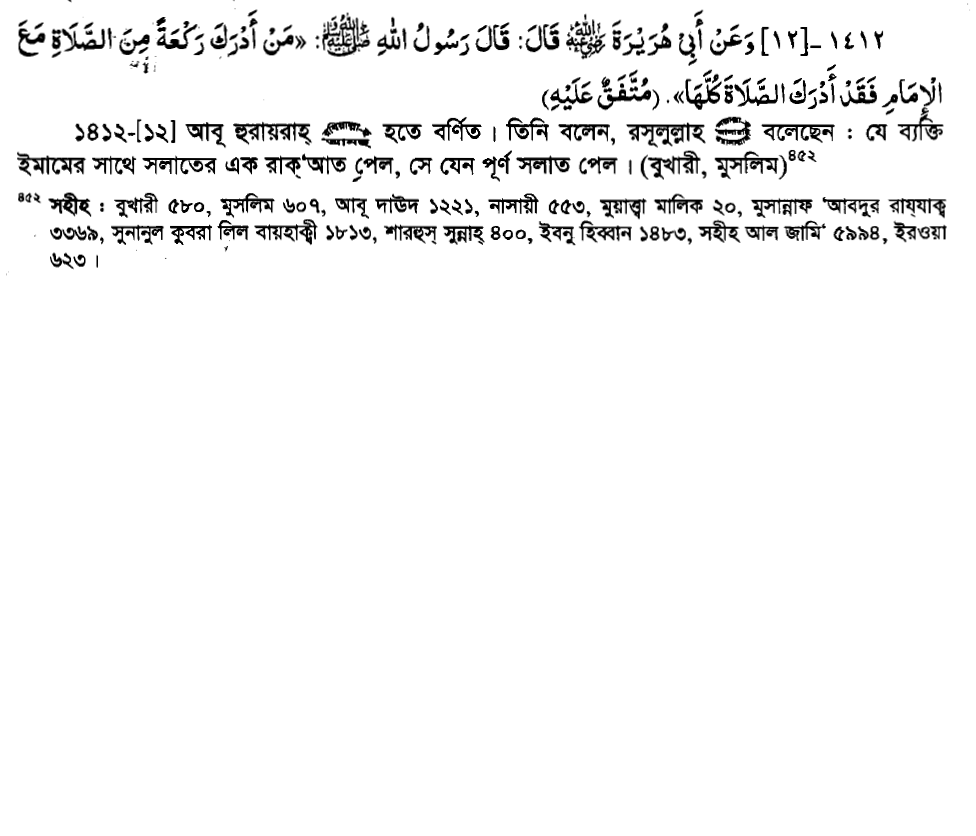 ١٤١٢ -[١٢] وَعَنْ أَبِيْ هُرَيْرَةَ ﵁ قَالَ: قَالَ رَسُولُ اللهِ ﷺ: «مَنْ أَدْرَكَ رَكْعَةً مِنَ الصَّلَاةِ مَعَ
الْإِمَامِ فَقَدْ أَدْرَكَ الصَّلَاةَ كُلَّهَا». (مُتَّفَقٌ عَلَيْهِ)
১৪১২-[১২] আবূ হুরায়রাহ্ হতে বর্ণিত। তিনি বলেন, রসূলুল্লাহ ﷺ বলেছেন : যে ব্যক্তি
ইমামের সাথে সলাতের এক রাক্‘আত পেল, সে যেন পূর্ণ সলাত পেল। (বুখারী, মুসলিম)৪৫২
৪৫২ সহীহ : বুখারী ৫৮০, মুসলিম ৬০৭, আবূ দাঊদ ১২২১, নাসায়ী ৫৫৩, মুয়াত্ত্বা মালিক ২০, মুসান্নাফ ‘আবদুর রায্যাক্ব
৩৩৬৯, সুনানুল কুবরা লিল বায়হাক্বী ১৮১৩, শারহুস্ সুন্নাহ্ ৪০০, ইবনু হিব্বান ১৪৮৩, সহীহ আল জামি‘ ৫৯৯৪, ইরওয়া
৬২৩।